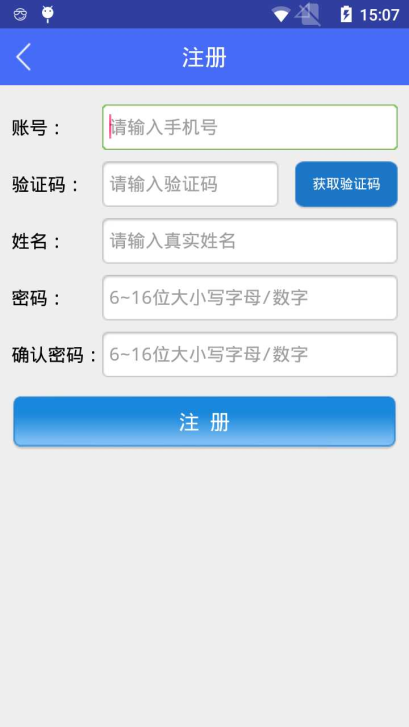 15:07
注册
账号： 请输入手机号
验证码： 请输入验证码 获取验证码
姓名： 请输入真实姓名
密码： 6~16位大小写字母/数字
确认密码： 6~16位大小写字母/数字
注 册